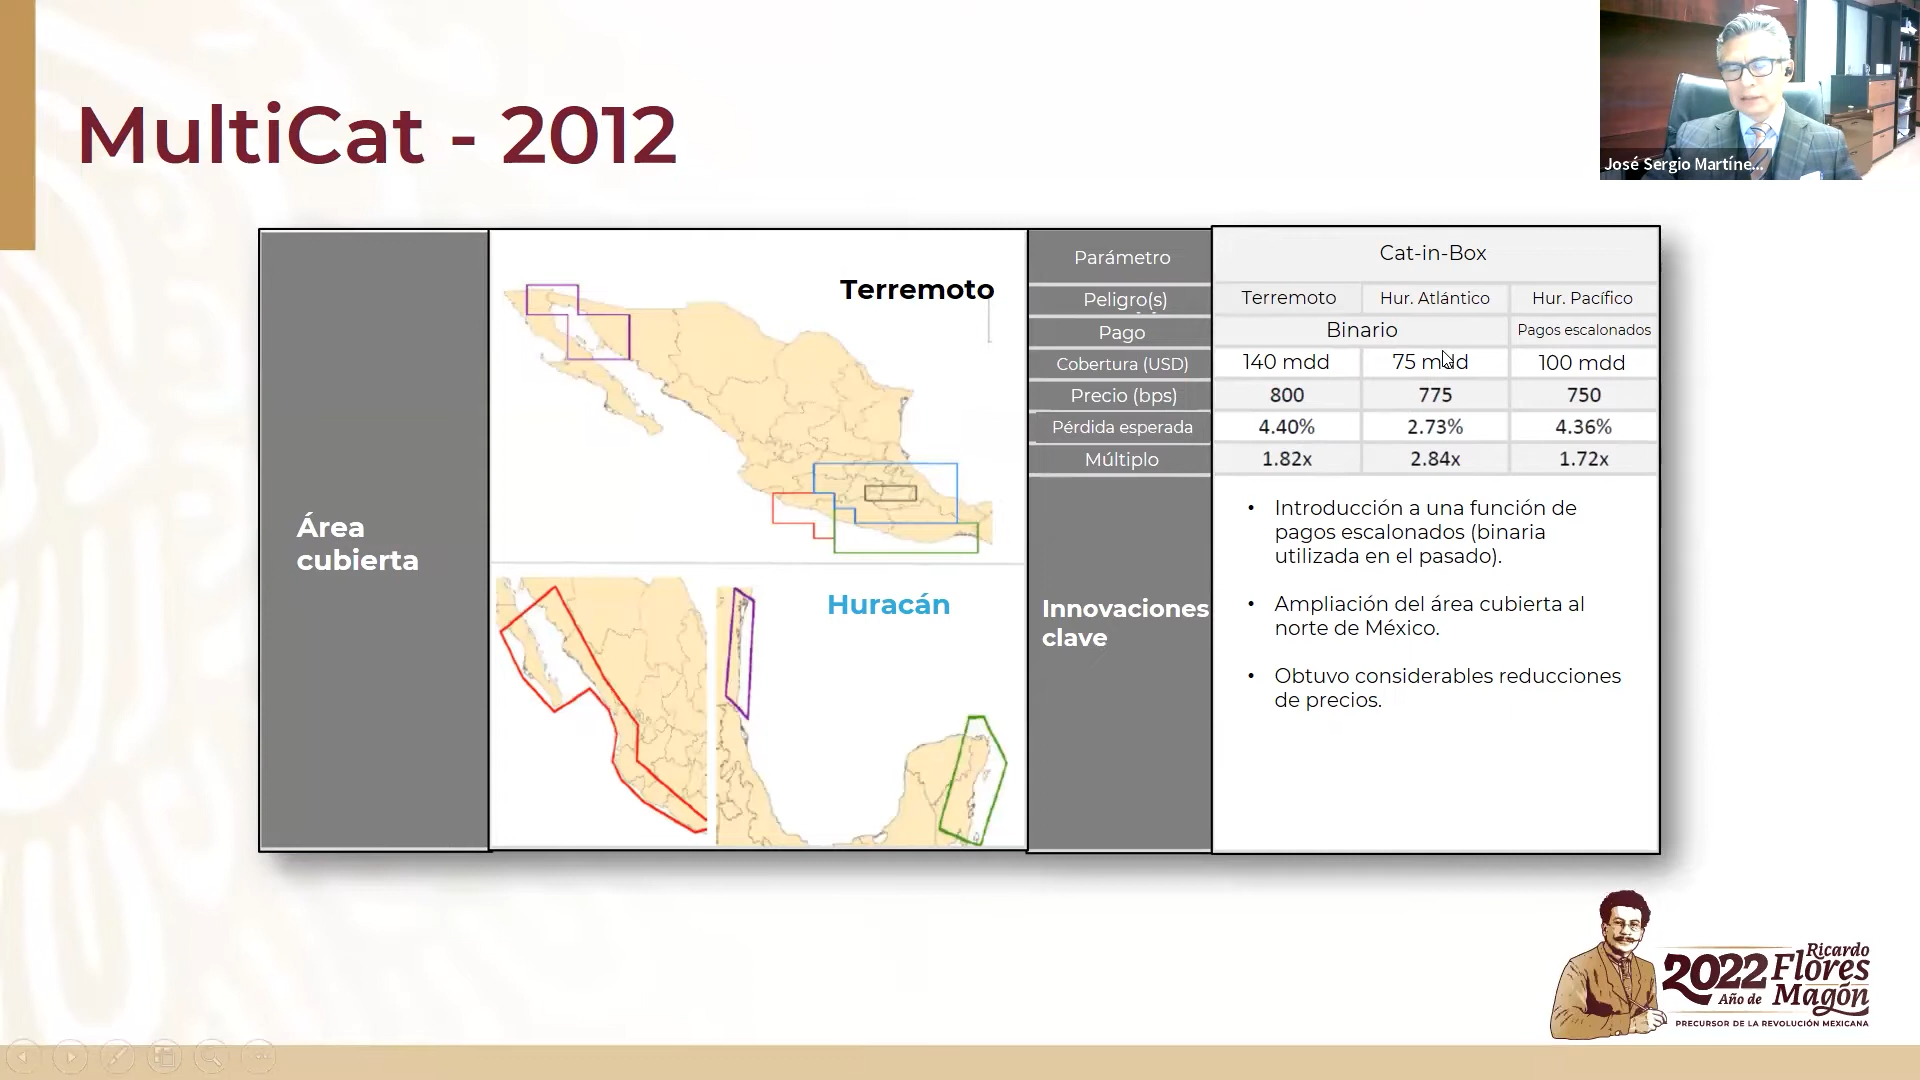 MultiCat - 2012
José Sergio Martíne...
Área
cubierta
Terremoto
Huracán
Parámetro
Cat-in-Box
Peligro(s)
Terremoto
Hur. Atlántico
Hur. Pacífico
Pago
Binario
Pagos escalonados
Cobertura (USD)
140 mdd
75 mdd
100 mdd
Precio (bps)
800
775
750
Pérdida esperada
4.40%
2.73%
4.36%
Múltiplo
1.82x
2.84x
1.72x
Innovaciones
clave
• Introducción a una función de
pagos escalonados (binaria
utilizada en el pasado).
• Ampliación del área cubierta al
norte de México.
• Obtuvo considerables reducciones
de precios.
2022
Año de
Ricardo
Flores
Magón
PRECURSOR DE LA REVOLUCIÓN MEXICANA